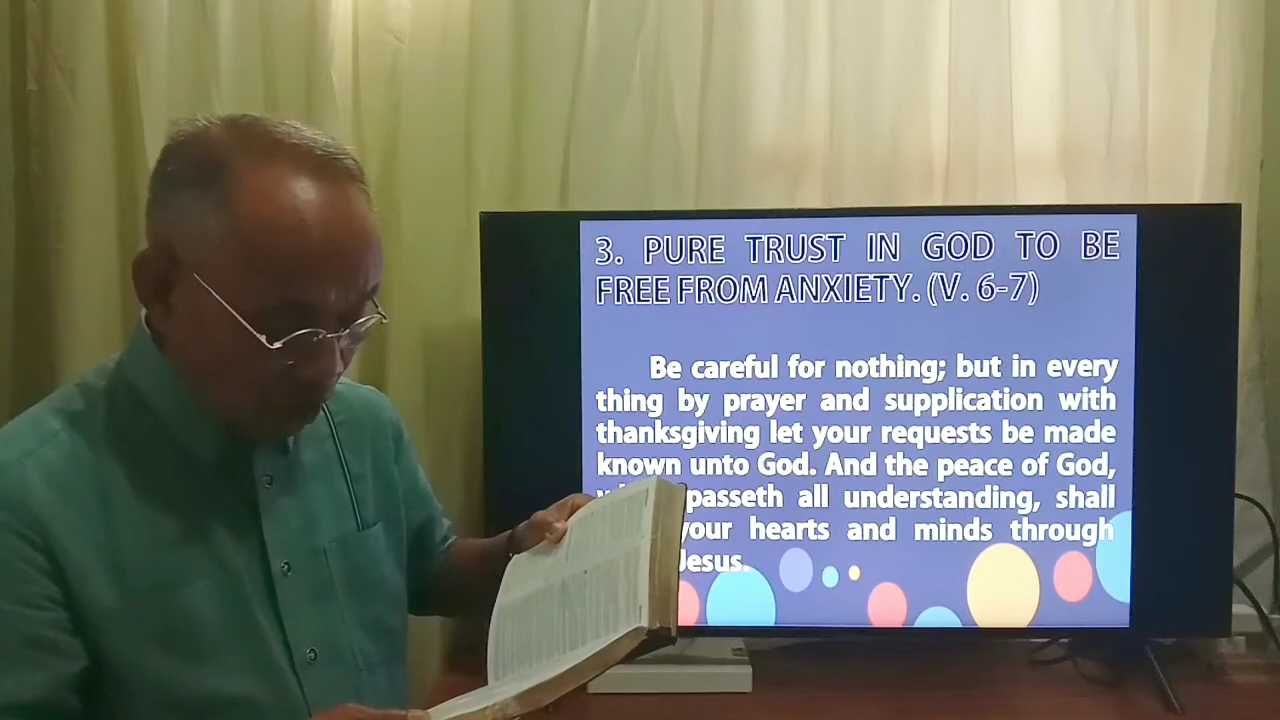 3. PURE TRUST IN GOD TO BE
FREE FROM ANXIETY. (V. 6-7)
Be careful for nothing; but in every
thing by prayer and supplication with
thanksgiving let your requests be made
known unto God. And the peace of God,
passeth all understanding, shall
your hearts and minds through
Jesus.